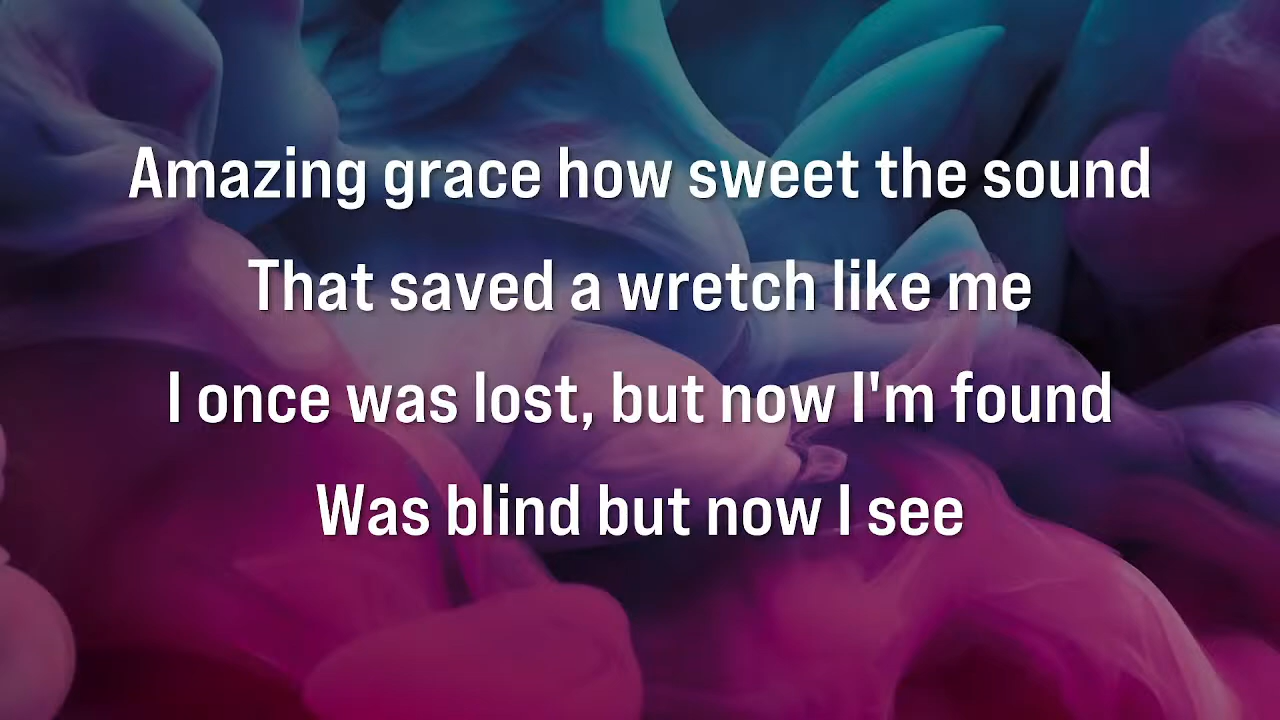 Amazing grace how sweet the sound
That saved a wretch like me
I once was lost, but now I'm found
Was blind but now I see